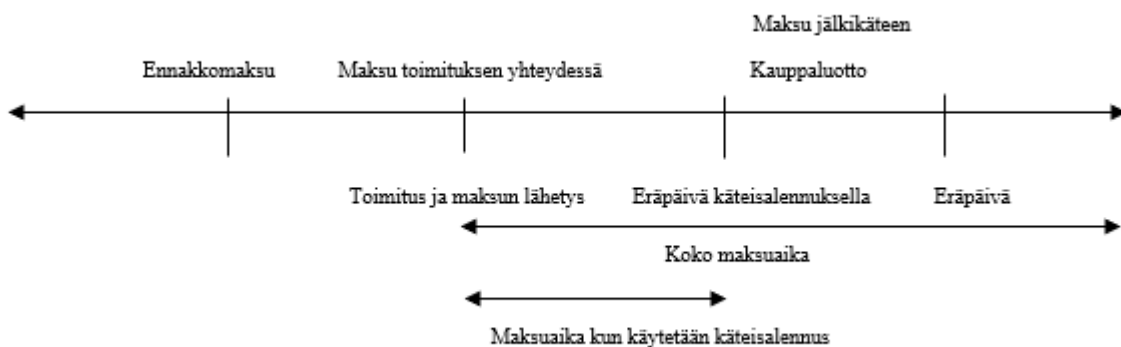 Maksu jälkikäteen
Ennakkomaksu Maksu toimituksen yhteydessä Kauppaluotto
Toimitus ja maksun lähetys Eräpäivä käteisalennuksella Eräpäivä
Koko maksuaika
Maksuaika kun käytetään käteisalennus